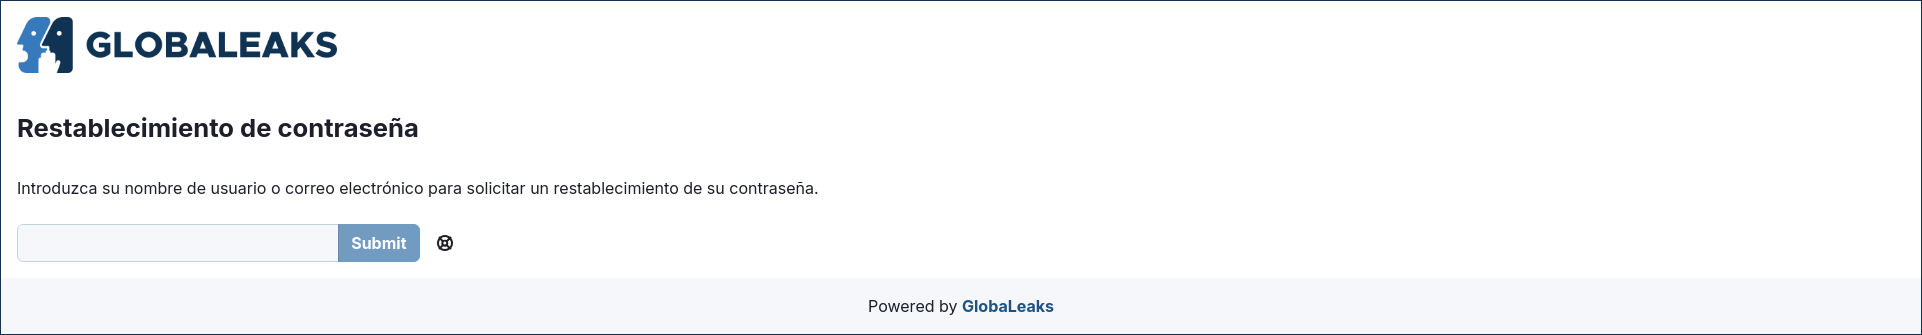 GLOBALEAKS
Restablecimiento de contraseña
Introduzca su nombre de usuario o correo electrónico para solicitar un restablecimiento de su contraseña.
Submit
Powered by GlobaLeaks